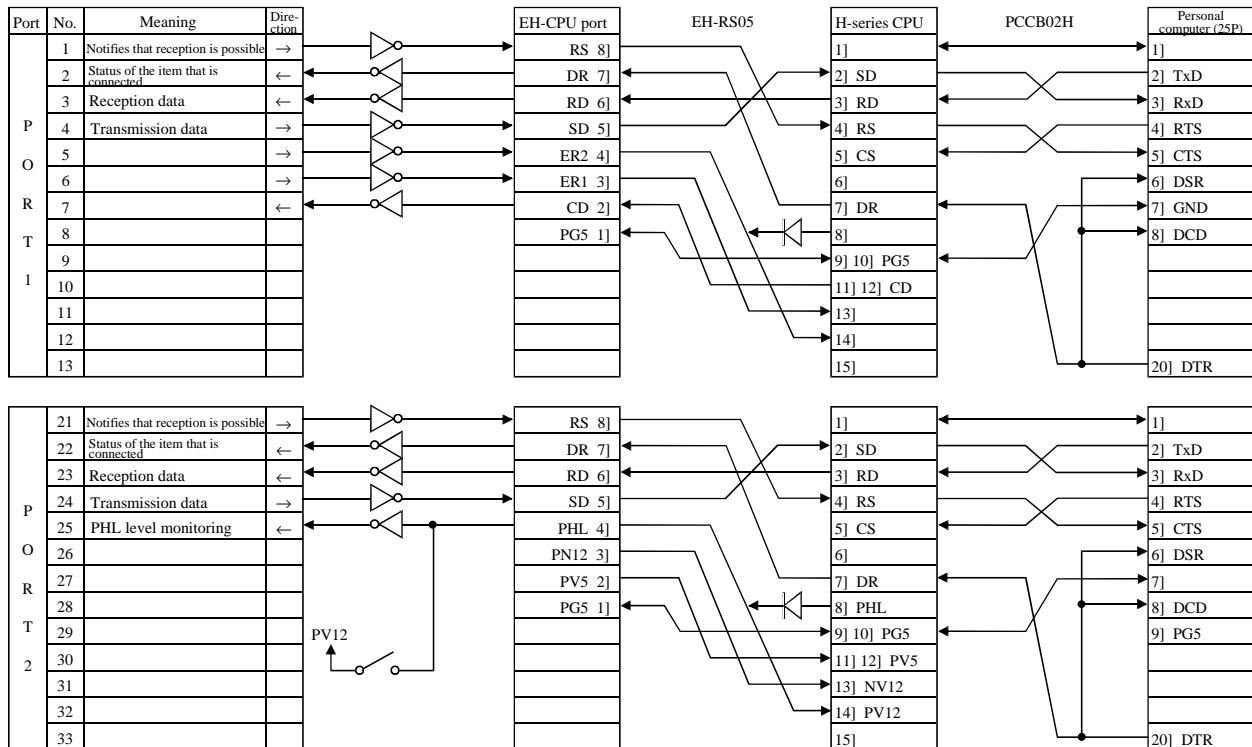 Port No. Meaning Dire-ction EH-CPU port EH-RS05 H-series CPU PCCB02H Personal computer (25P)
1 Notifies that reception is possible → RS 8] 1] 1]
2 Status of the item that is connected ← DR 7] 2] SD 2] TxD
3 Reception data ← RD 6] 3] RD 3] RxD
P 4 Transmission data → SD 5] 4] RS 4] RTS
5 → ER2 4] 5] CS 5] CTS
O 6 → ER1 3] 6] 6] DSR
R 7 ← CD 2] 7] DR 7] GND
T 8 PG5 1] 8] 8] DCD
9 9] 10] PG5
1 10 11] 12] CD
11 13]
12 14]
13 15] 20] DTR
21 Notifies that reception is possible → RS 8] 1] 1]
22 Status of the item that is connected ← DR 7] 2] SD 2] TxD
23 Reception data ← RD 6] 3] RD 3] RxD
P 24 Transmission data → SD 5] 4] RS 4] RTS
25 PHL level monitoring ← PHL 4] 5] CS 5] CTS
O 26 PN12 3] 6] 6] DSR
R 27 PV5 2] 7] DR 7]
28 PG5 1] 8] PHL 8] DCD
T 29 PV12 9] 10] PG5 9] PG5
2 30 11] 12] PV5
31 13] NV12
32 14] PV12
33 15] 20] DTR